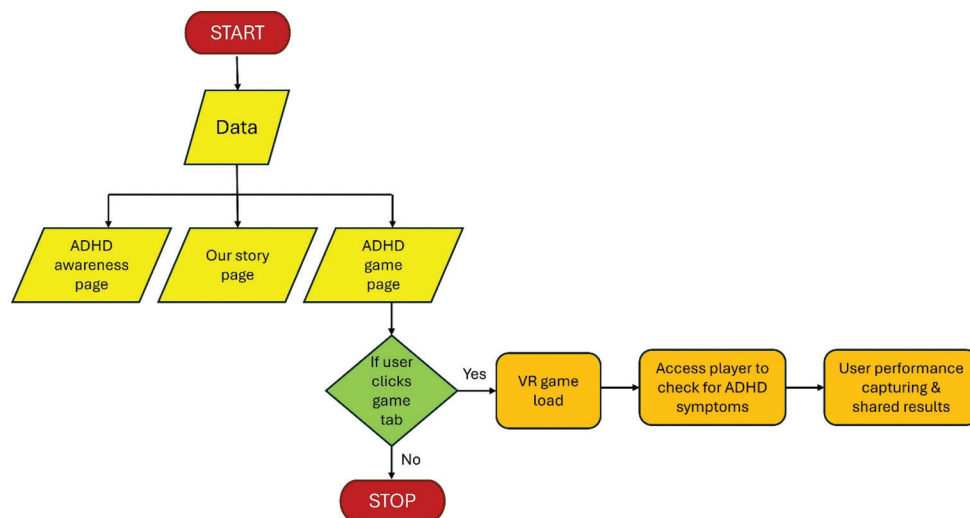 START
Data
ADHD
awareness
page
Our story
page
ADHD
game
page
If user
clicks
game
tab
Yes
VR game
load
Access player to
check for ADHD
symptoms
User performance
capturing &
shared results
No
STOP